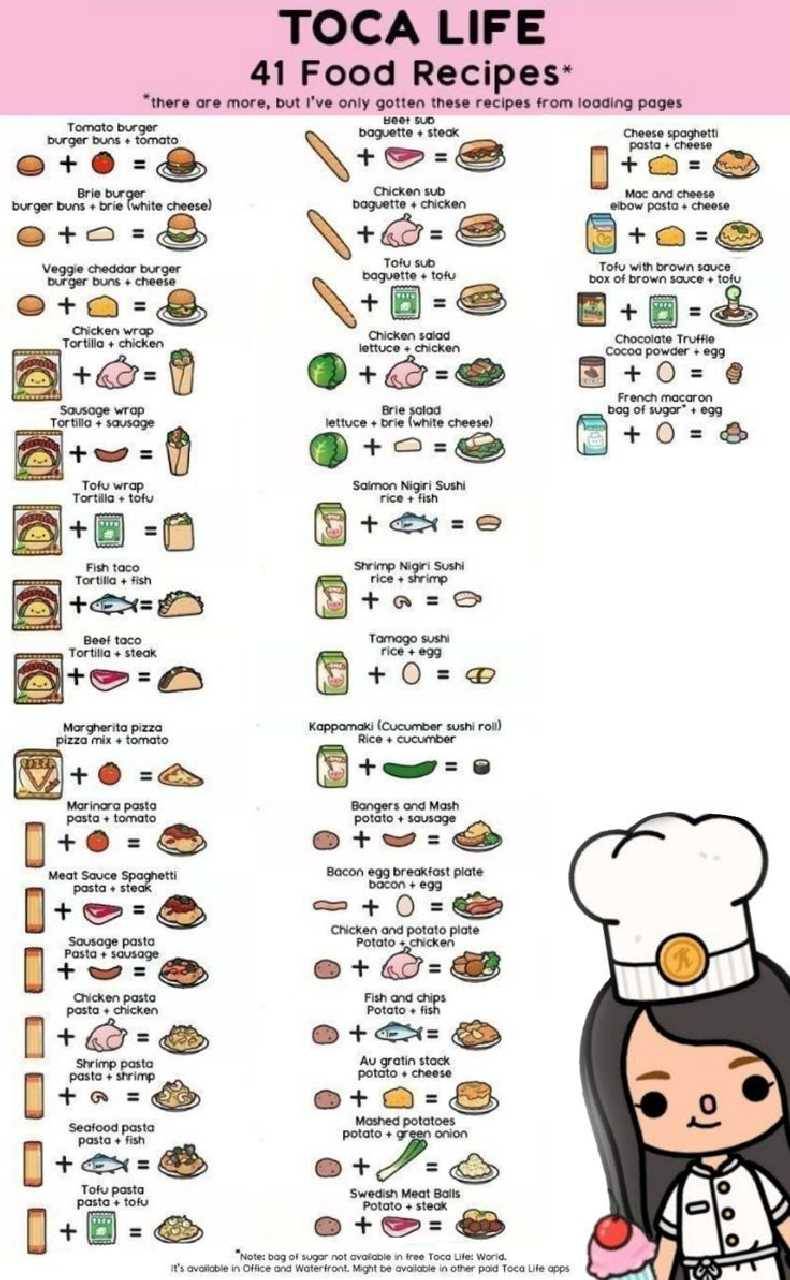 TOCA LIFE
41 Food Recipes*
*there are more, but I've only gotten these recipes from loading pages
Tomato burger
burger buns + tomato
Brie burger
burger buns + brie (white cheese)
Veggie cheddar burger
burger buns + cheese
Chicken wrap
Tortilla + chicken
Sausage wrap
Tortilla + sausage
Tofu wrap
Tortilla + tofu
Fish taco
Tortilla + fish
Beef taco
Tortilla + steak
Margherita pizza
pizza mix + tomato
Marinara pasta
pasta + tomato
Meat Sauce Spaghetti
pasta + steak
Sausage pasta
Pasta + sausage
Chicken pasta
pasta + chicken
Shrimp pasta
pasta + shrimp
Seafood pasta
pasta + fish
Tofu pasta
pasta + tofu
Beef sub
baguette + steak
Chicken sub
baguette + chicken
Tofu sub
baguette + tofu
Chicken salad
lettuce + chicken
Brie salad
lettuce + brie (white cheese)
Salmon Nigiri Sushi
rice + fish
Shrimp Nigiri Sushi
rice + shrimp
Tamago sushi
rice + egg
Kappamaki (Cucumber sushi roll)
Rice + cucumber
Bangers and Mash
potato + sausage
Bacon egg breakfast plate
bacon + egg
Chicken and potato plate
Potato + chicken
Fish and chips
Potato + fish
Au gratin stack
potato + cheese
Mashed potatoes
potato + green onion
Swedish Meat Balls
Potato + steak
Cheese spaghetti
pasta + cheese
Mac and cheese
elbow pasta + cheese
Tofu with brown sauce
box of brown sauce + tofu
Chocolate Truffle
Cocoa powder + egg
French macaron
bag of sugar* + egg
*Note: bag of sugar not available in free Toca Life: World.
It's available in Office and Waterfront. Might be available in other paid Toca Life apps